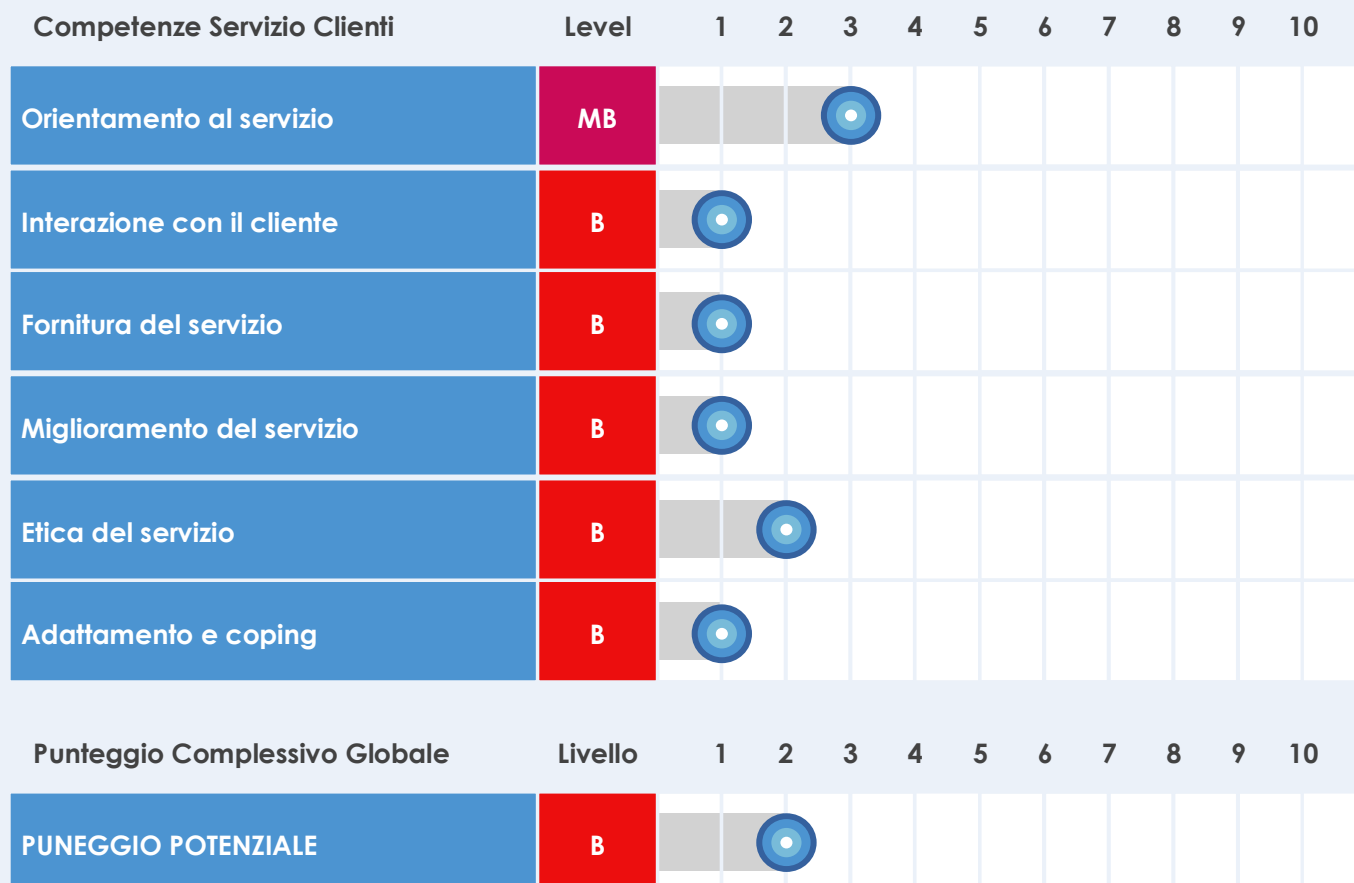 Competenze Servizio Clienti Level 1 2 3 4 5 6 7 8 9 10
Orientamento al servizio MB
Interazione con il cliente B
Fornitura del servizio B
Miglioramento del servizio B
Etica del servizio B
Adattamento e coping B
Punteggio Complessivo Globale Livello 1 2 3 4 5 6 7 8 9 10
PUNEGGIO POTENZIALE B